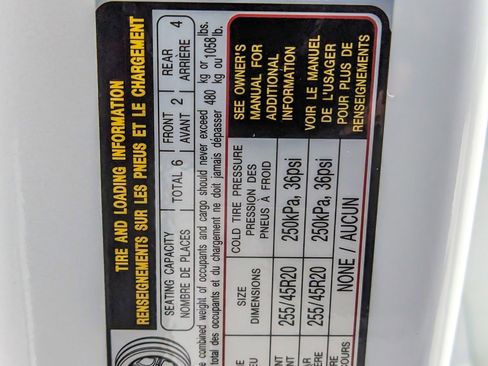 TIRE AND LOADING INFORMATION
RENSEIGNEMENTS SUR LES PNEUS ET LE CHARGEMENT
SEATING CAPACITY
NOMBRE DE PLACES
TOTAL 6
FRONT
AVANT
2
REAR
ARRIÈRE
4
combined weight of occupants and cargo should never exceed 480 kg or 1058 lbs.
total des occupants et du chargement ne doit jamais dépasser 480 kg ou lb.
SIZE
DIMENSIONS
COLD TIRE PRESSURE
PRESSION DES
PNEUS À FROID
255/45R20
250kPa, 36psi
255/45R20
250kPa, 36psi
NONE / AUCUN
SEE OWNER'S
MANUAL FOR
ADDITIONAL
INFORMATION
VOIR LE MANUEL
DE L'USAGER
POUR PLUS DE
RENSEIGNEMENTS